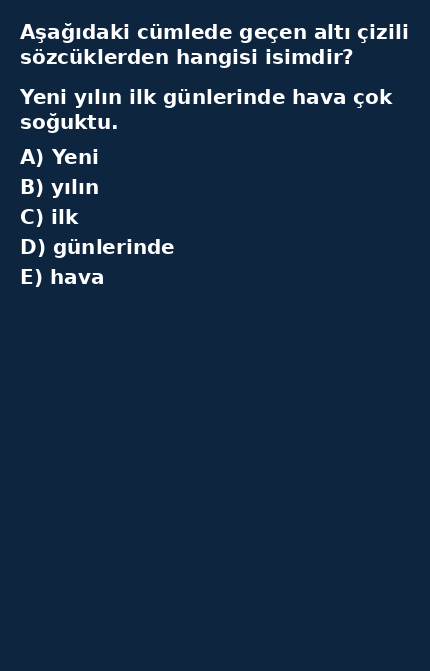 Aşağıdaki cümlede geçen altı çizili
sözcüklerden hangisi isimdir?
Yeni yılın ilk günlerinde hava çok
soğuktu.
A) Yeni
B) yılın
C) ilk
D) günlerinde
E) hava